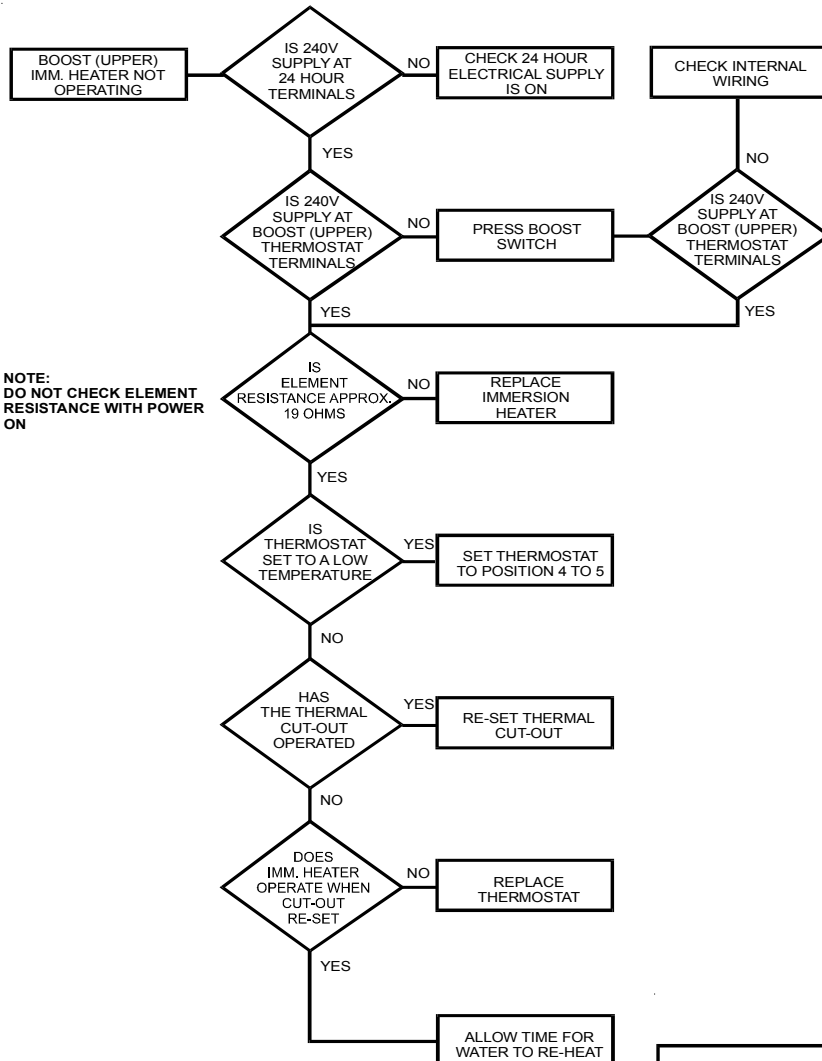 BOOST (UPPER)
IMM. HEATER NOT
OPERATING
IS 240V
SUPPLY AT
24 HOUR
TERMINALS
NO
CHECK 24 HOUR
ELECTRICAL SUPPLY
IS ON
CHECK INTERNAL
WIRING
YES
NO
IS 240V
SUPPLY AT
BOOST (UPPER)
THERMOSTAT
TERMINALS
NO
PRESS BOOST
SWITCH
IS 240V
SUPPLY AT
BOOST (UPPER)
THERMOSTAT
TERMINALS
YES
YES
NOTE:
DO NOT CHECK ELEMENT
RESISTANCE WITH POWER
ON
IS
ELEMENT
RESISTANCE APPROX.
19 OHMS
NO
REPLACE
IMMERSION
HEATER
YES
IS
THERMOSTAT
SET TO A LOW
TEMPERATURE
YES
SET THERMOSTAT
TO POSITION 4 TO 5
NO
HAS
THE THERMAL
CUT-OUT
OPERATED
YES
RE-SET THERMAL
CUT-OUT
NO
DOES
IMM. HEATER
OPERATE WHEN
CUT-OUT
RE-SET
NO
REPLACE
THERMOSTAT
YES
ALLOW TIME FOR
WATER TO RE-HEAT